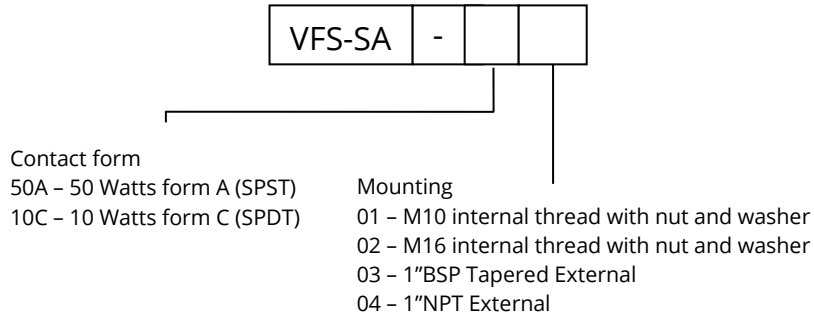 VFS-SA -
Contact form
50A – 50 Watts form A (SPST)
10C – 10 Watts form C (SPDT)
Mounting
01 – M10 internal thread with nut and washer
02 – M16 internal thread with nut and washer
03 – 1”BSP Tapered External
04 – 1”NPT External